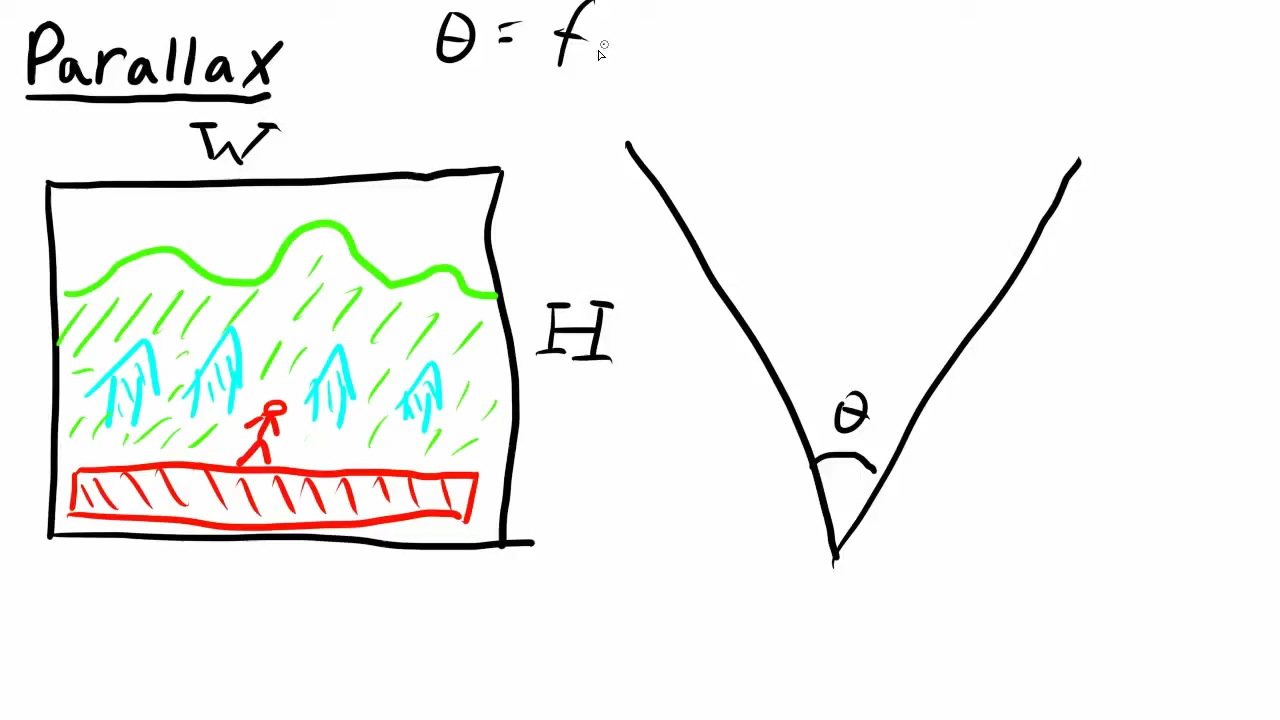 Parallax
θ = f
W
H
θ